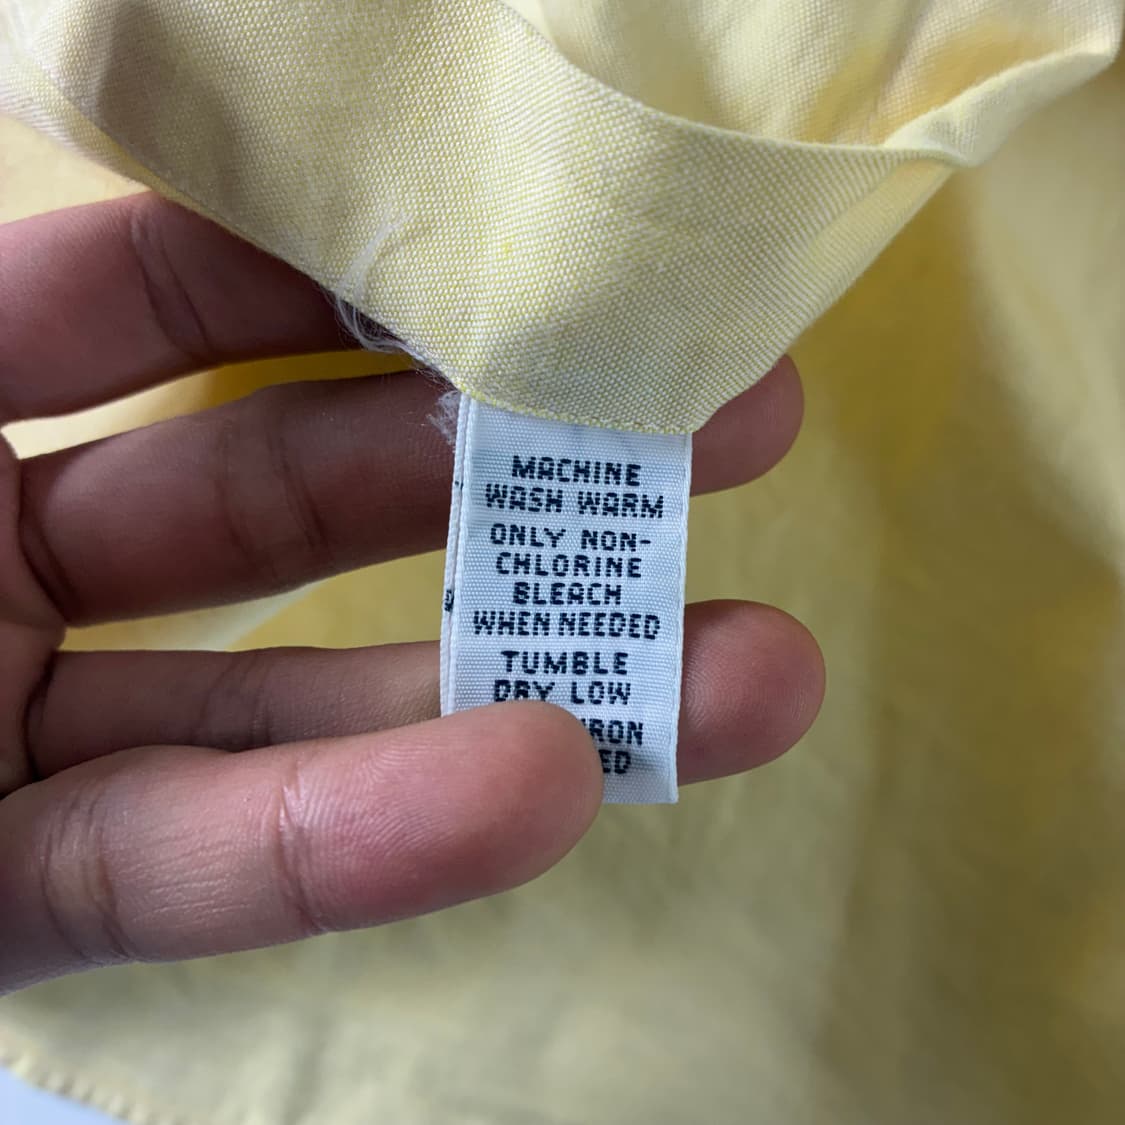 MACHINE
WASH WARM
ONLY NON-
CHLORINE
BLEACH
WHEN NEEDED
TUMBLE
DRY LOW
IRON